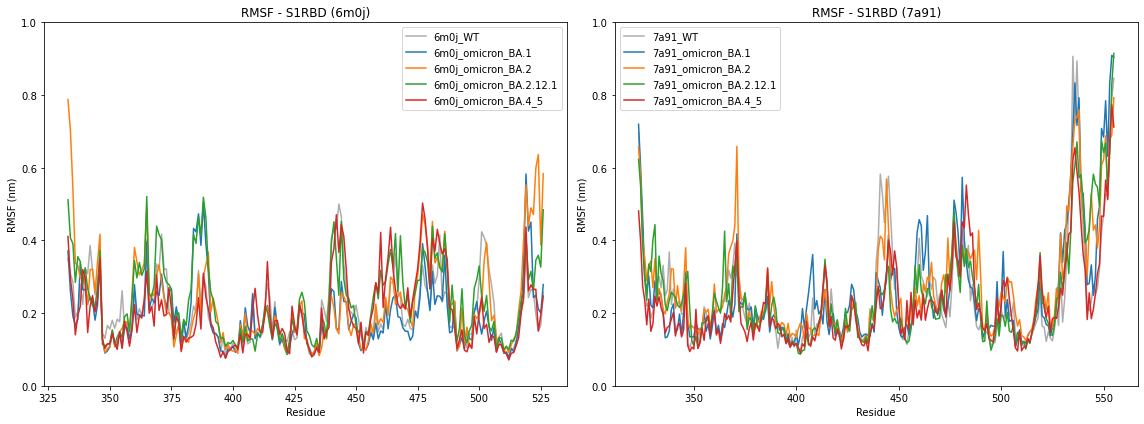 RMSF - S1RBD (6m0j)
1.0
0.8
0.6
0.4
0.2
0.0
RMSF (nm)
6m0j_WT
6m0j_omicron_BA.1
6m0j_omicron_BA.2
6m0j_omicron_BA.2.12.1
6m0j_omicron_BA.4_5
325
350
375
400
425
450
475
500
525
Residue
RMSF - S1RBD (7a91)
1.0
0.8
0.6
0.4
0.2
0.0
RMSF (nm)
7a91_WT
7a91_omicron_BA.1
7a91_omicron_BA.2
7a91_omicron_BA.2.12.1
7a91_omicron_BA.4_5
350
400
450
500
550
Residue